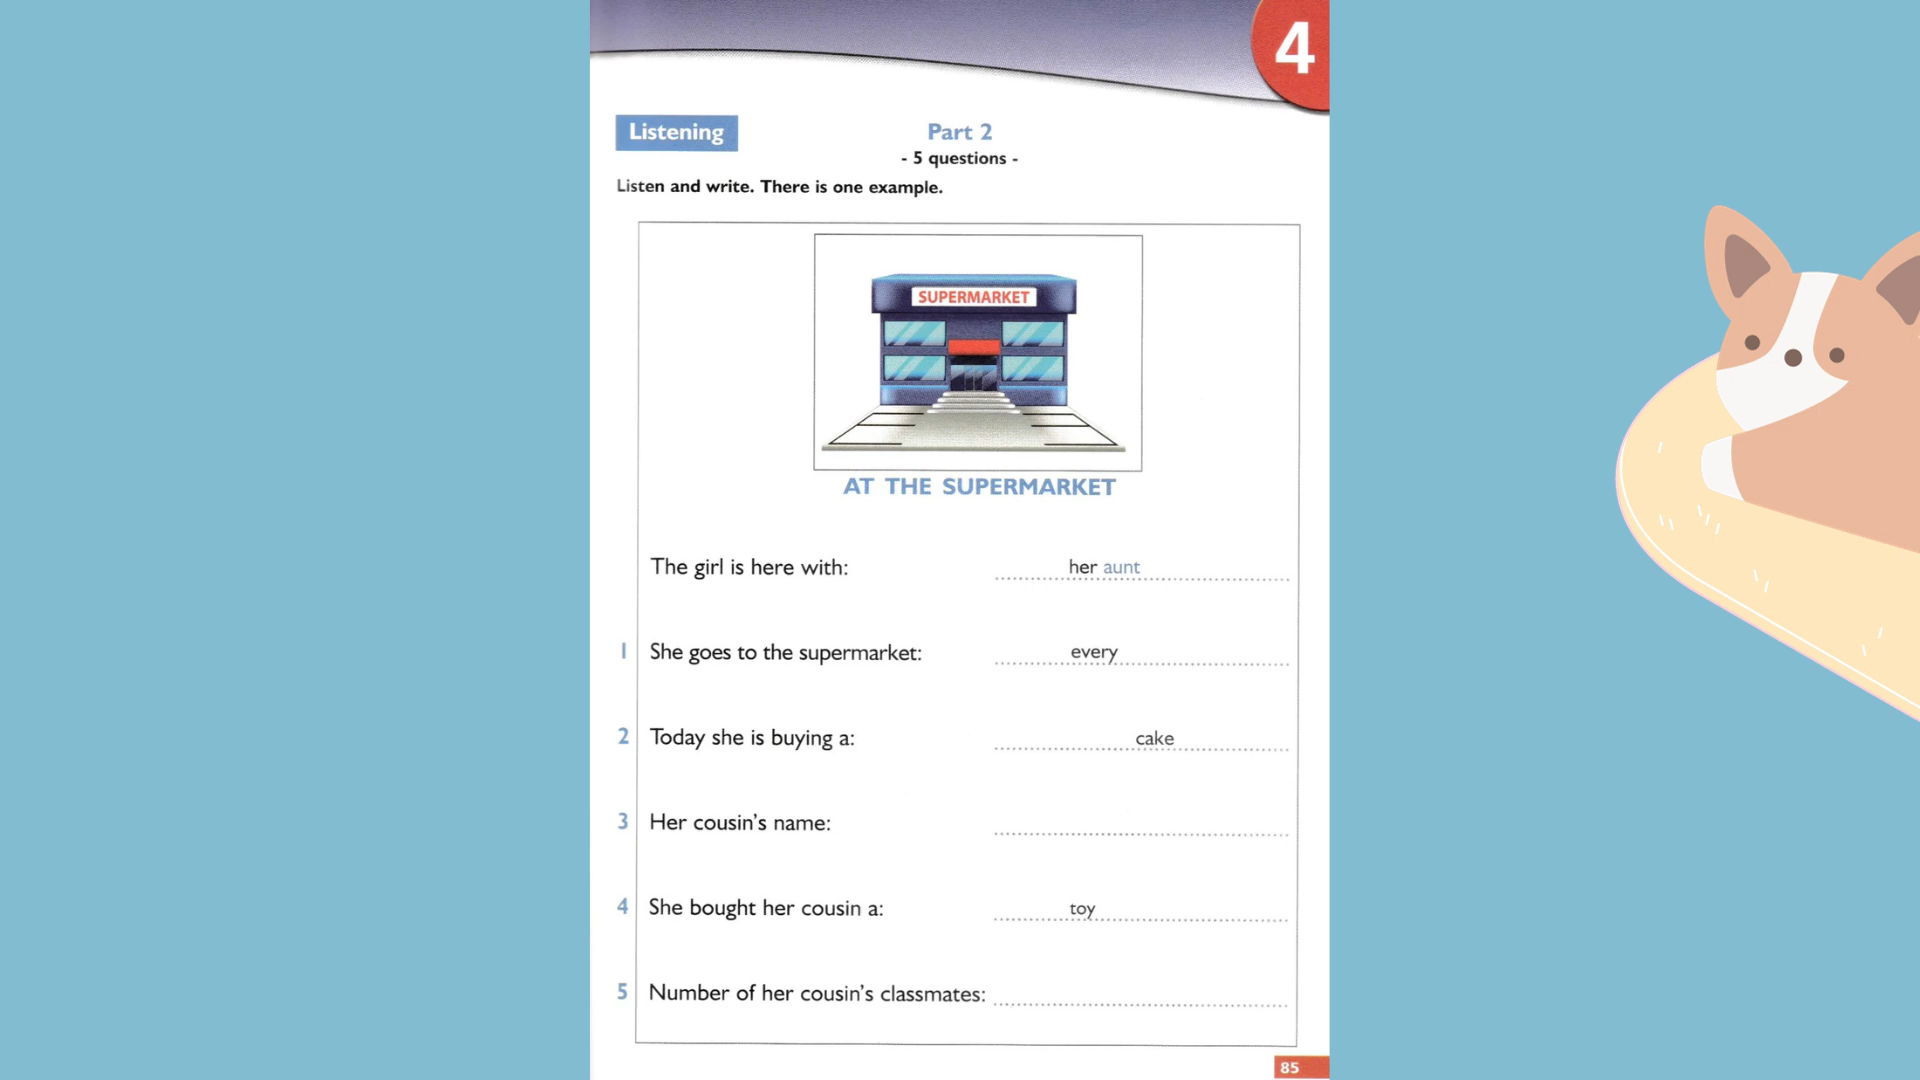 4
Listening
Part 2
- 5 questions -
Listen and write. There is one example.
SUPERMARKET
AT THE SUPERMARKET
The girl is here with: her aunt
1 She goes to the supermarket: every
2 Today she is buying a: cake
3 Her cousin's name:
4 She bought her cousin a: toy
5 Number of her cousin's classmates:
85